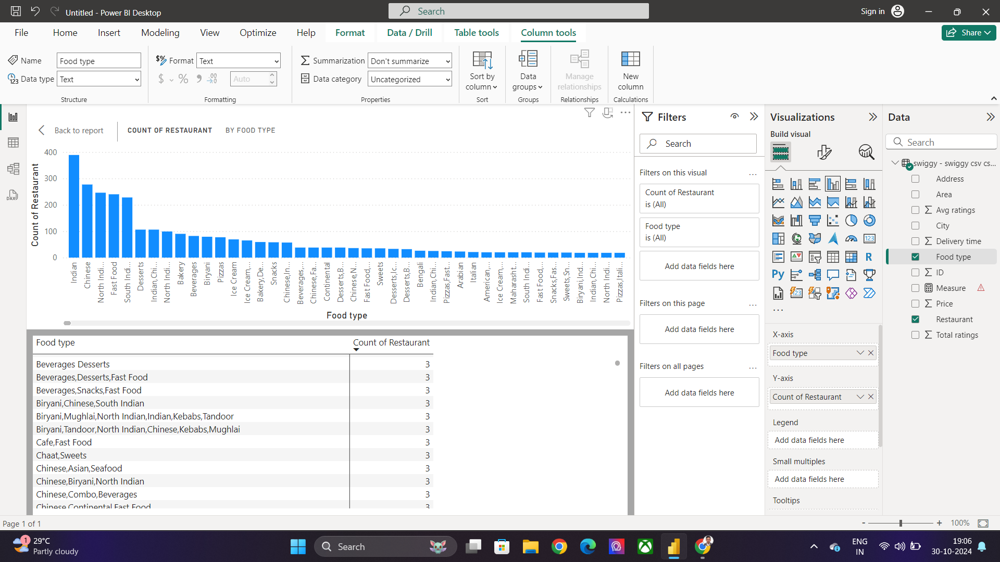 Untitled - Power BI Desktop
Search
Sign in
File Home Insert Modeling View Optimize Help Format Data / Drill Table tools Column tools
Share
Name Food type
Data type Text
Structure
Format Text
$ % Auto
Formatting
Summarization Don't summarize
Data category Uncategorized
Properties
Sort by
column
Sort
Data
groups
Groups
Manage
relationships
Relationships
New
column
Calculations
Back to report
COUNT OF RESTAURANT
BY FOOD TYPE
Count of Restaurant
400
300
200
100
0
Indian
Chinese
North Indi...
Fast Food
South Indi...
Desserts
Indian,Chi...
North Indi...
Bakery
Beverages
Biryani
Pizzas
Ice Cream
Ice Cream,...
Bakery,De...
Snacks
Chinese,In...
Beverages,...
Chinese,Fa...
Continental
Desserts,B...
Chinese,N...
Fast Food,...
Sweets
Desserts,Ic...
Desserts,B...
Bengali
Indian,Chi...
Pizzas,Fast...
Arabian
Italian
American,...
Ice Cream,...
Maharasht...
South Indi...
Fast Food,...
Snacks,Fas...
Sweets,Sn...
Biryani,Ind...
Indian,Chi...
North Indi...
Pizzas,Itali...
Food type
Food type Count of Restaurant
Beverages Desserts 3
Beverages,Desserts,Fast Food 3
Beverages,Snacks,Fast Food 3
Biryani,Chinese,South Indian 3
Biryani,Mughlai,North Indian,Indian,Kebabs,Tandoor 3
Biryani,Tandoor,North Indian,Chinese,Kebabs,Mughlai 3
Cafe,Fast Food 3
Chaat,Sweets 3
Chinese,Asian,Seafood 3
Chinese,Biryani,North Indian 3
Chinese,Combo,Beverages 3
Chinese,Continental,Fast Food 3
Filters
Search
Filters on this visual ...
Count of Restaurant
is (All)
Food type
is (All)
Add data fields here
Filters on this page ...
Add data fields here
Filters on all pages ...
Add data fields here
Visualizations
Build visual
123
R
Py
...
X-axis
Food type
Y-axis
Count of Restaurant
Legend
Add data fields here
Small multiples
Add data fields here
Tooltips
Data
Search
swiggy - swiggy csv cs...
Address
Area
Avg ratings
City
Delivery time
Food type
ID
Measure
Price
Restaurant
Total ratings
Page 1 of 1
- + 100%
1
29°C
Partly cloudy
Search
ENG
IN
19:06
30-10-2024